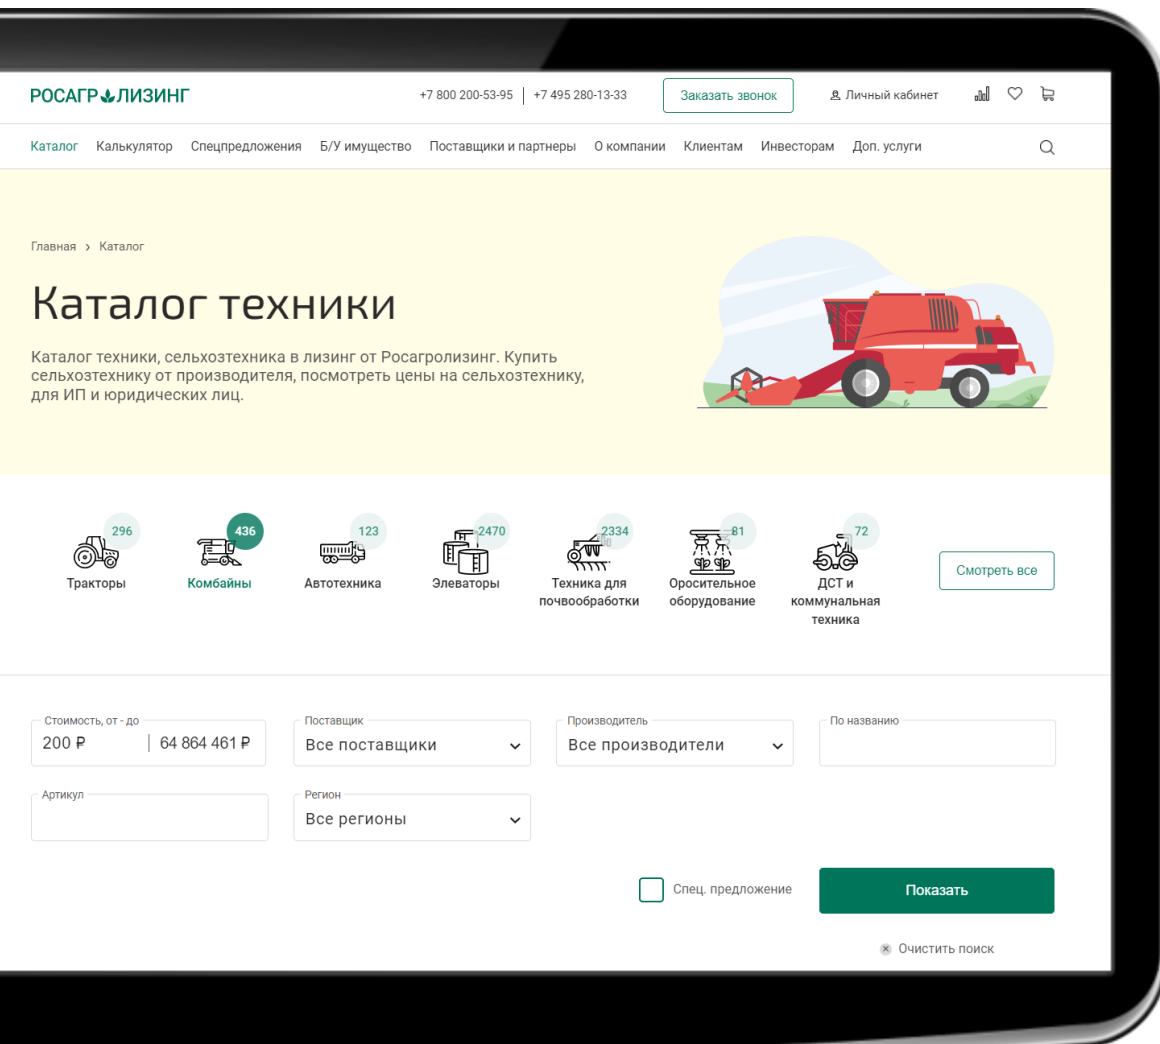 РОСАГРОЛИЗИНГ
+7 800 200-53-95 | +7 495 280-13-33
Заказать звонок
Личный кабинет
Каталог Калькулятор Спецпредложения Б/У имущество Поставщики и партнеры О компании Клиентам Инвесторам Доп. услуги
Главная > Каталог
Каталог техники
Каталог техники, сельхозтехника в лизинг от Росагролизинг. Купить
сельхозтехнику от производителя, посмотреть цены на сельхозтехнику,
для ИП и юридических лиц.
296
Тракторы
436
Комбайны
123
Автотехника
2470
Элеваторы
2334
Техника для
почвообработки
81
Оросительное
оборудование
72
ДСТ и
коммунальная
техника
Смотреть все
Стоимость, от - до
200 ₽ | 64 864 461 ₽
Поставщик
Все поставщики
Производитель
Все производители
По названию
Артикул
Регион
Все регионы
Спец. предложение
Показать
Очистить поиск